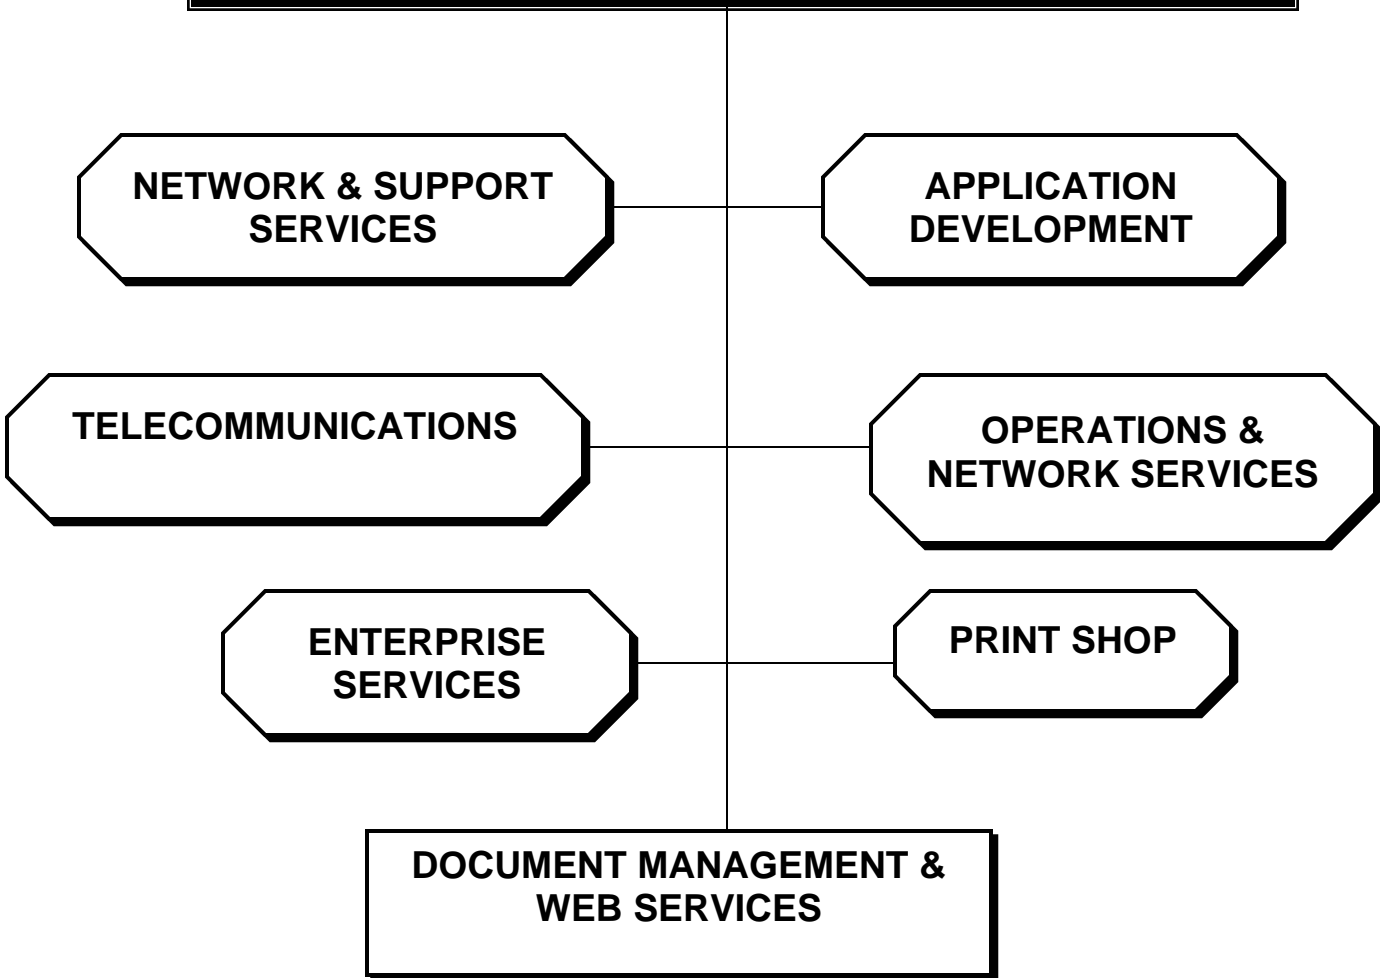 NETWORK & SUPPORT
SERVICES
APPLICATION
DEVELOPMENT
TELECOMMUNICATIONS
OPERATIONS &
NETWORK SERVICES
ENTERPRISE
SERVICES
PRINT SHOP
DOCUMENT MANAGEMENT &
WEB SERVICES